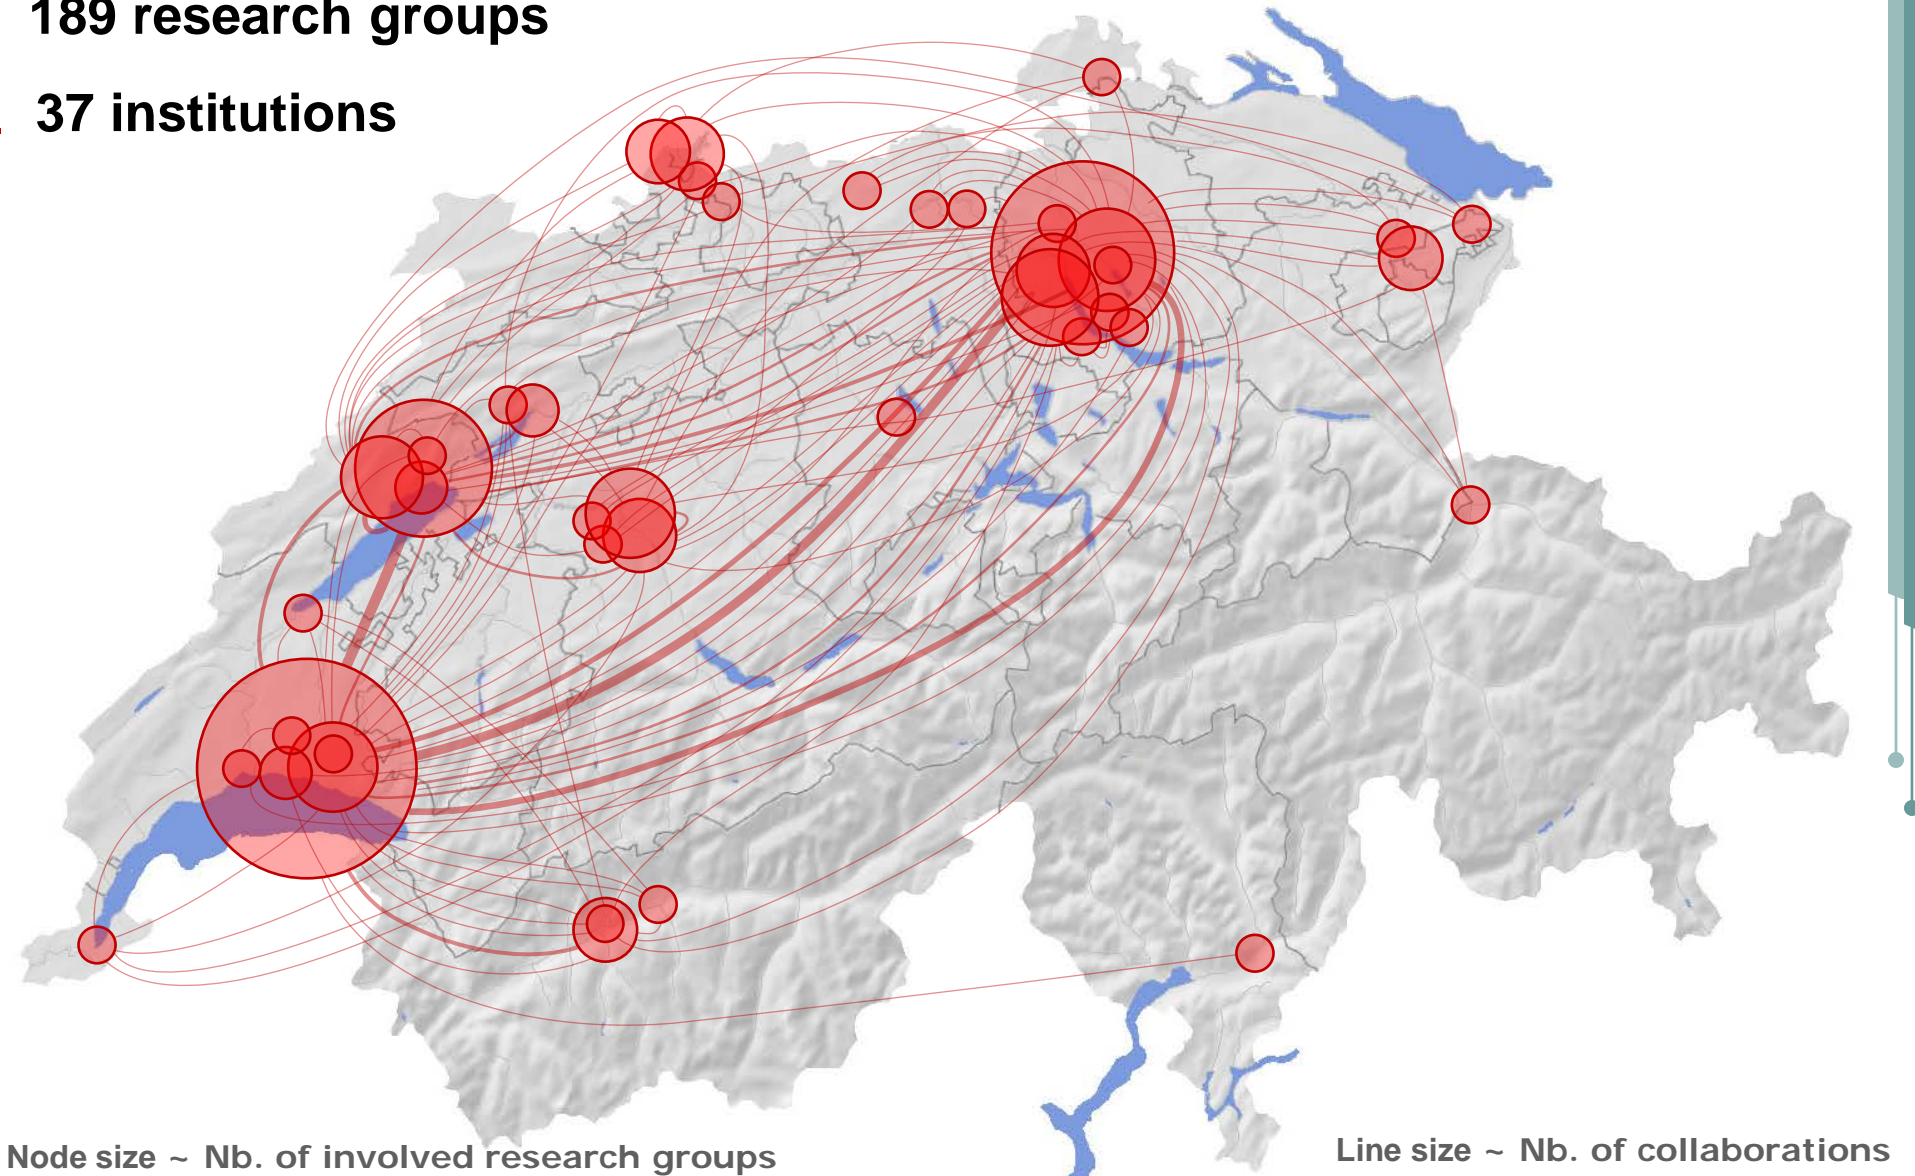 189 research groups
37 institutions
Node size ~ Nb. of involved research groups
Line size ~ Nb. of collaborations